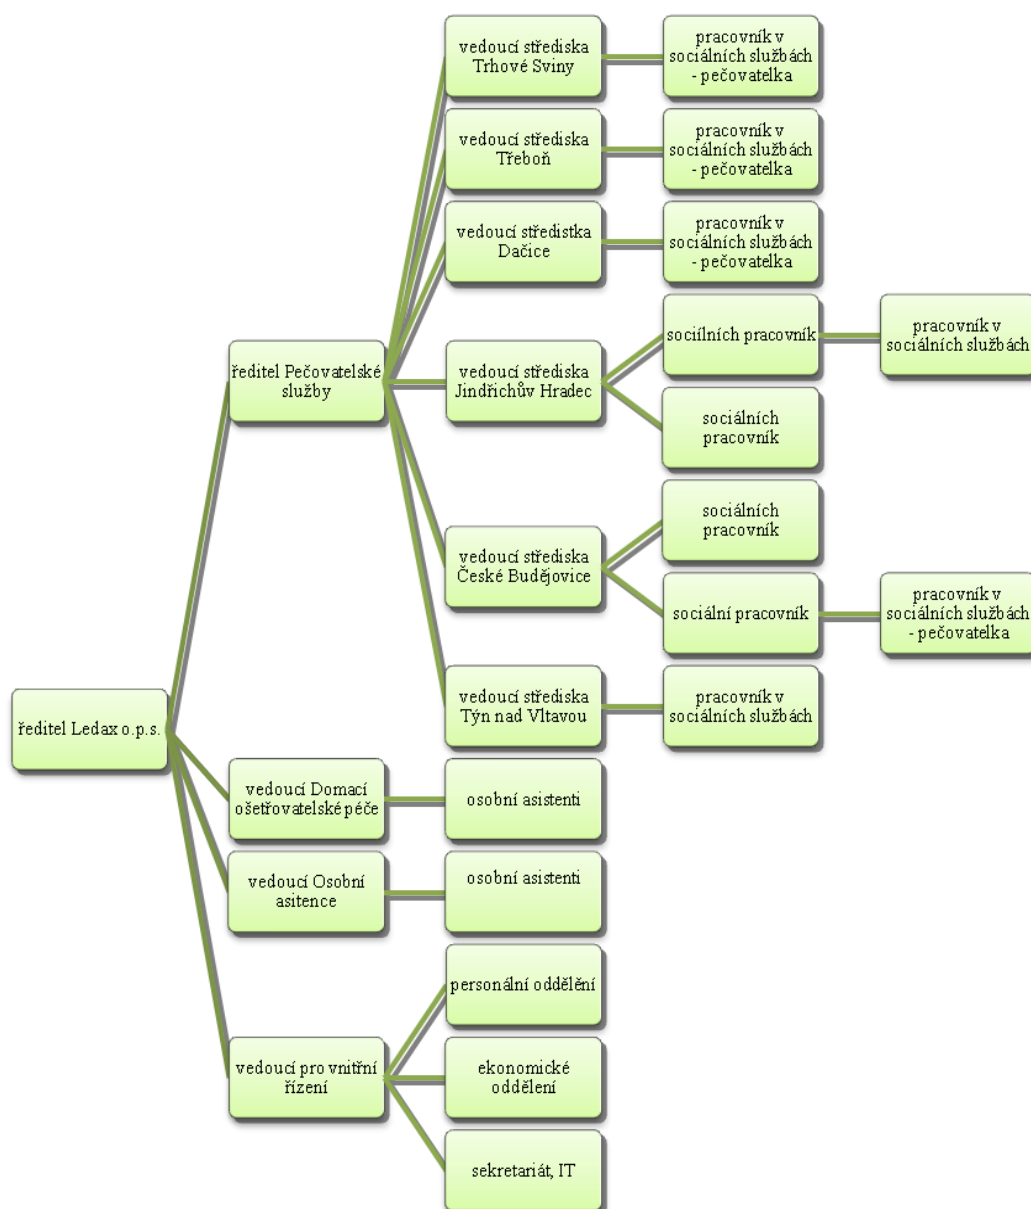 vedoucí střediska
Trhové Sviny
pracovník v
sociálních službách
- pečovatelka
vedoucí střediska
Třeboň
pracovník v
sociálních službách
- pečovatelka
vedoucí středistka
Dačice
pracovník v
sociálních službách
- pečovatelka
ředitel Pečovatelské
služby
vedoucí střediska
Jindřichův Hradec
sociílních pracovník
pracovník v
sociálních službách
sociálních
pracovník
vedoucí střediska
České Budějovice
sociálních
pracovník
sociální pracovník
pracovník v
sociálních službách
- pečovatelka
vedoucí střediska
Týn nad Vltavou
pracovník v
sociálních službách
ředitel Ledax o.p.s.
vedoucí Domací
ošetřovatelské péče
osobní asistenti
vedoucí Osobní
asitence
osobní asistenti
vedoucí pro vnitřní
řízení
personální oddělení
ekonomické
oddělení
sekretariát, IT